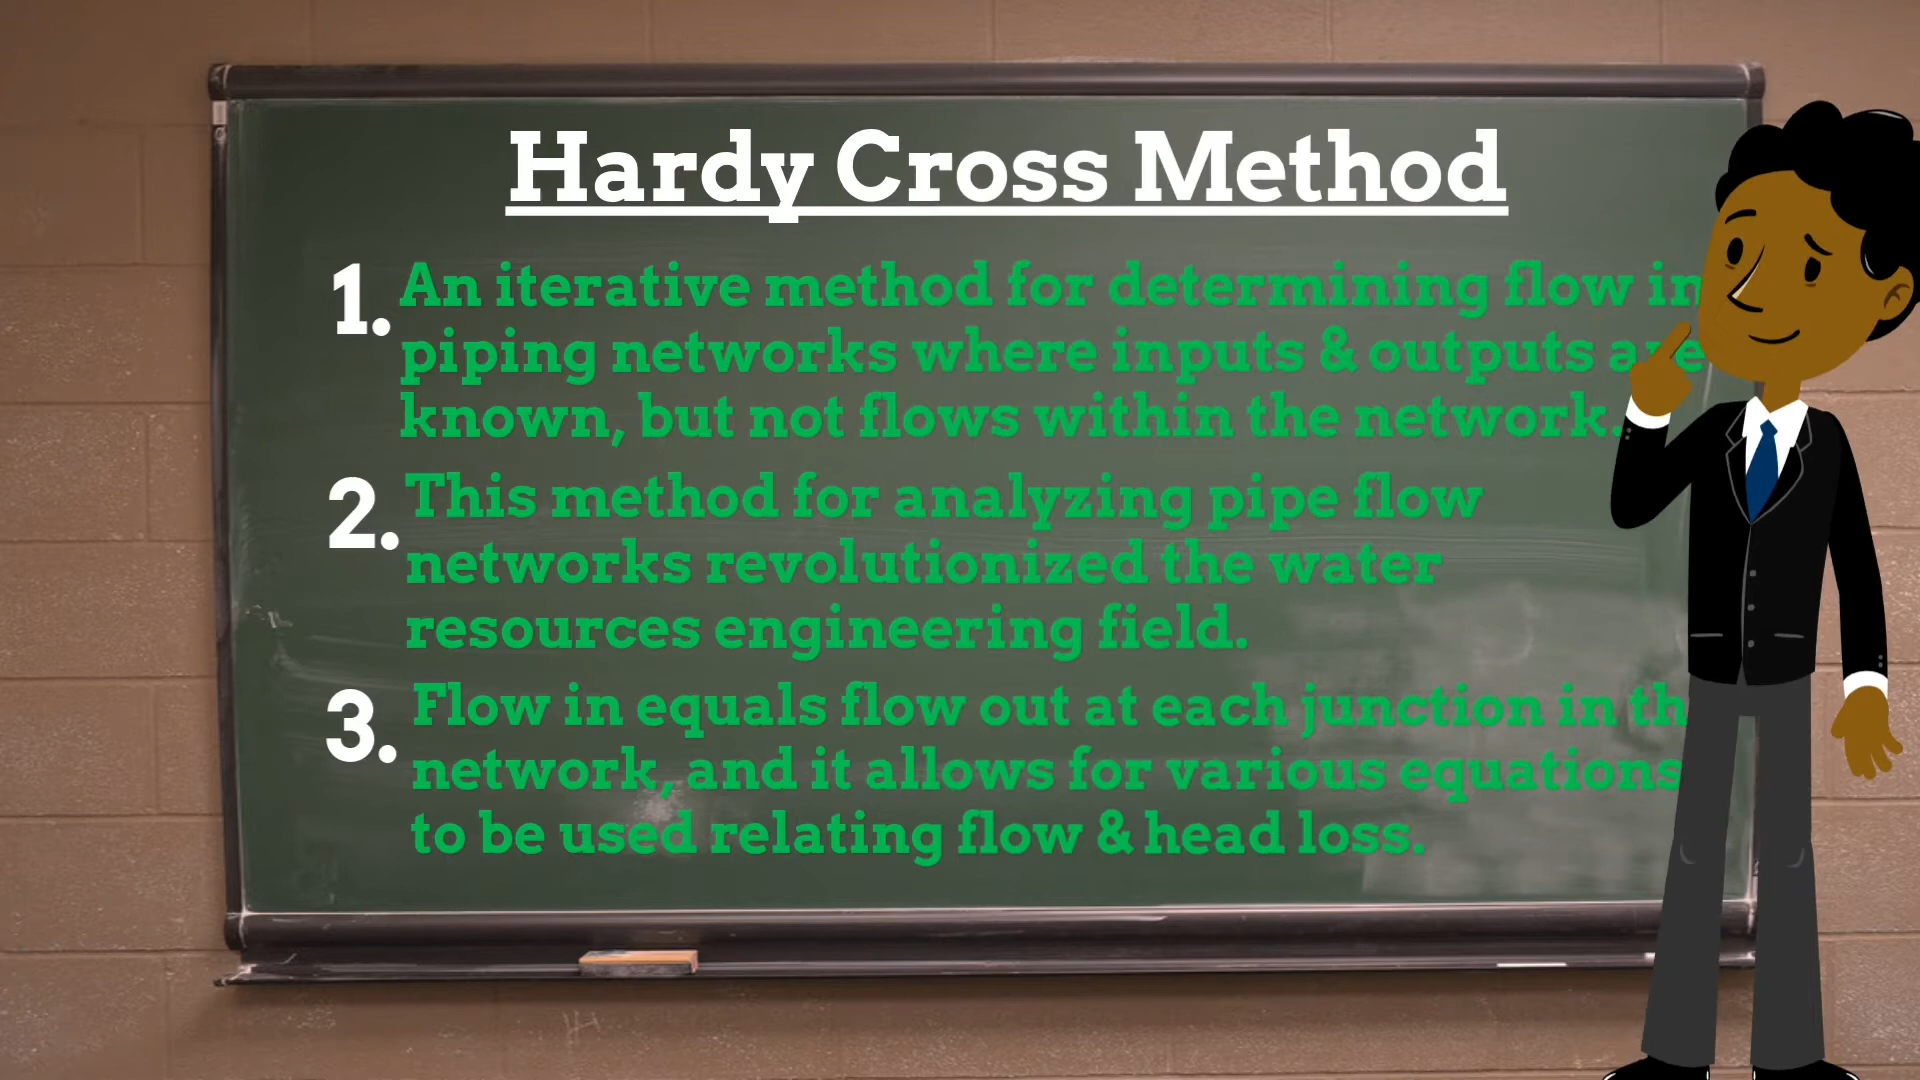 Hardy Cross Method
1. An iterative method for determining flow in
piping networks where inputs & outputs are
known, but not flows within the network.
2. This method for analyzing pipe flow
networks revolutionized the water
resources engineering field.
3. Flow in equals flow out at each junction in th
network, and it allows for various equations
to be used relating flow & head loss.